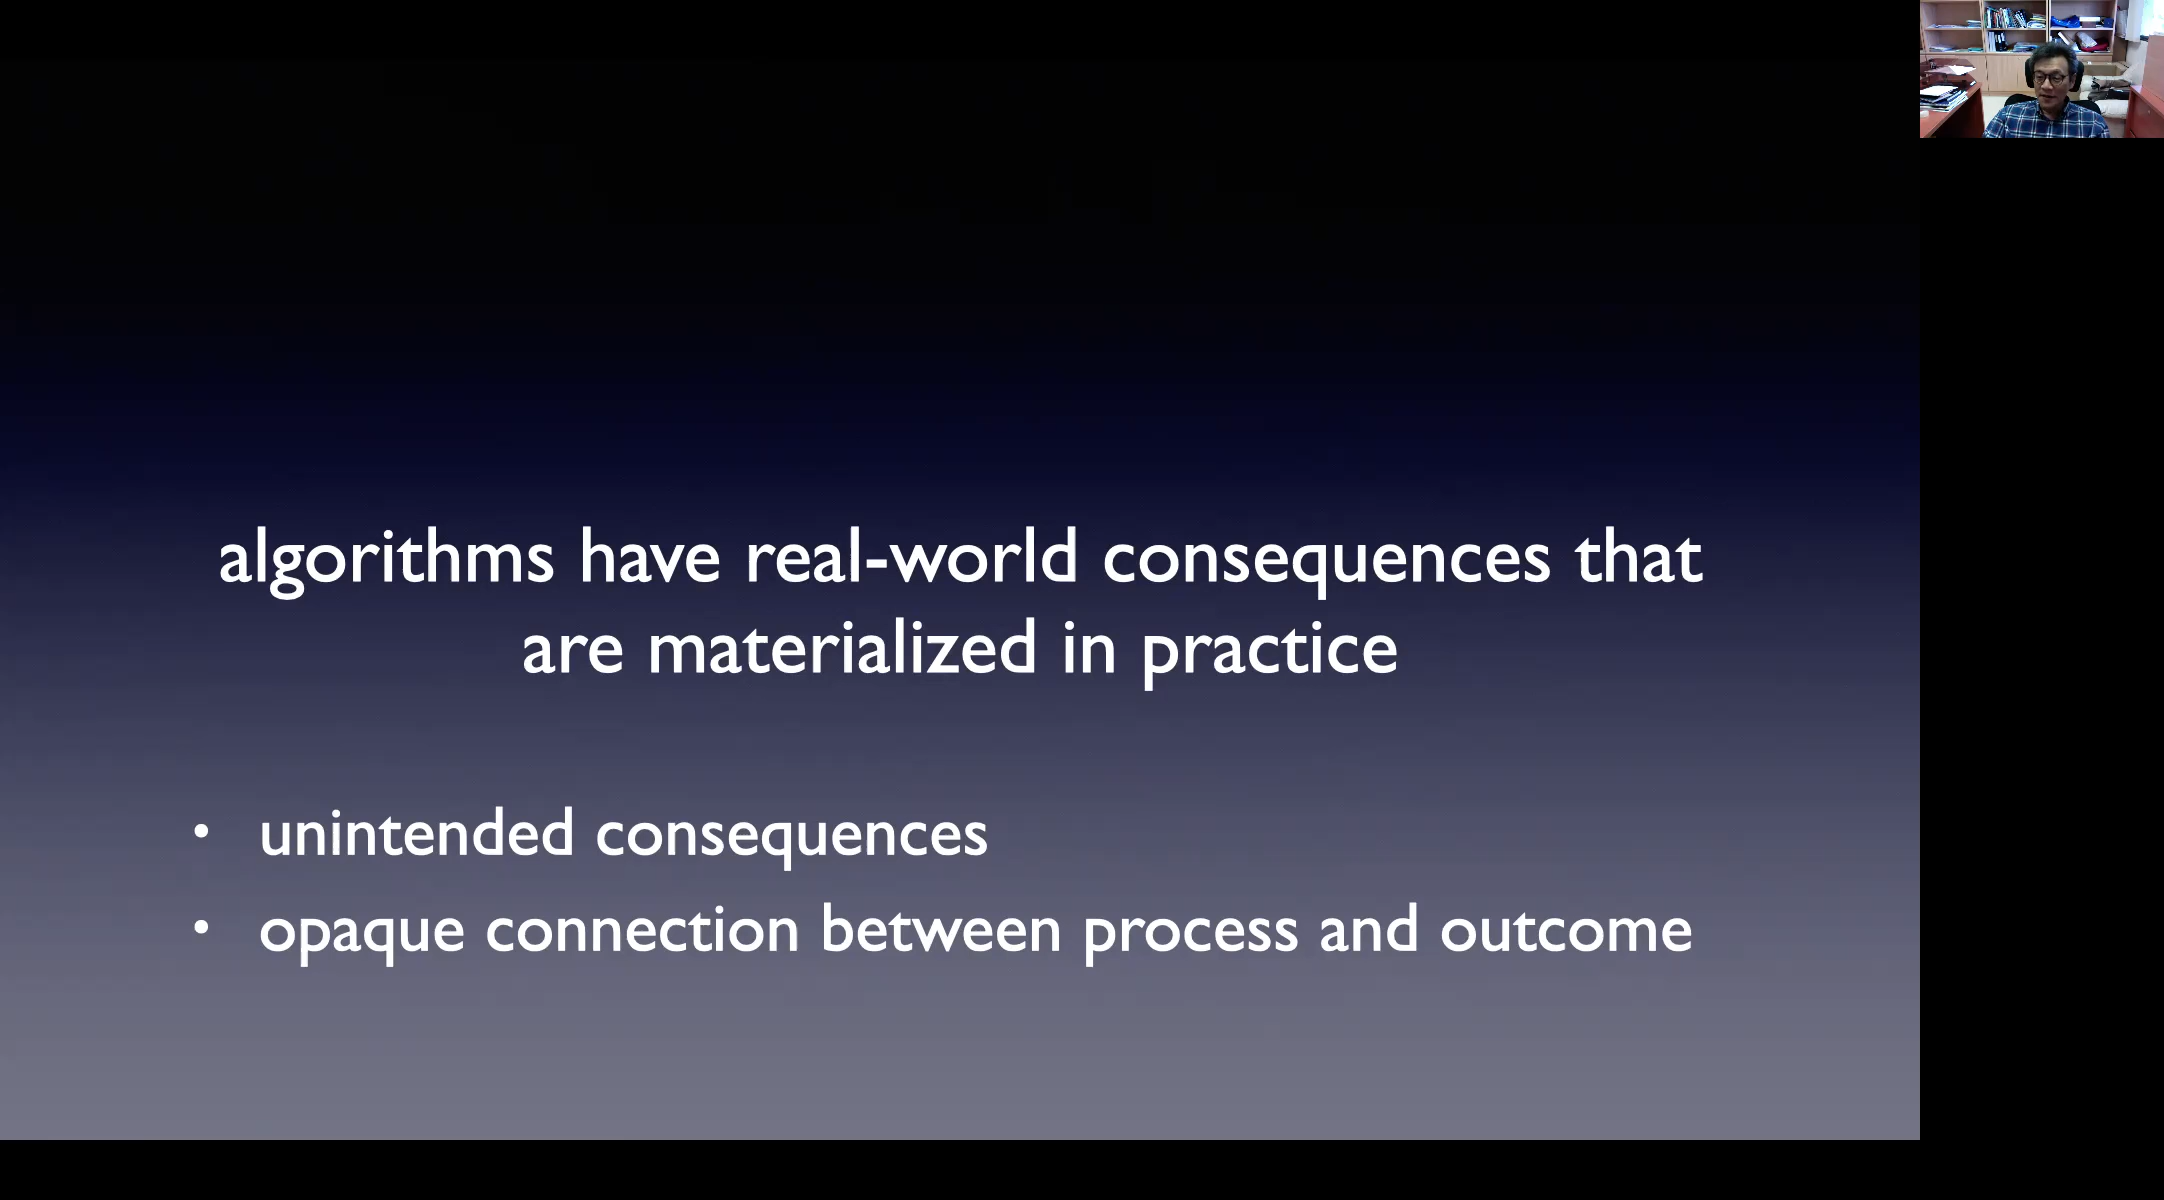 algorithms have real-world consequences that
are materialized in practice
• unintended consequences
• opaque connection between process and outcome